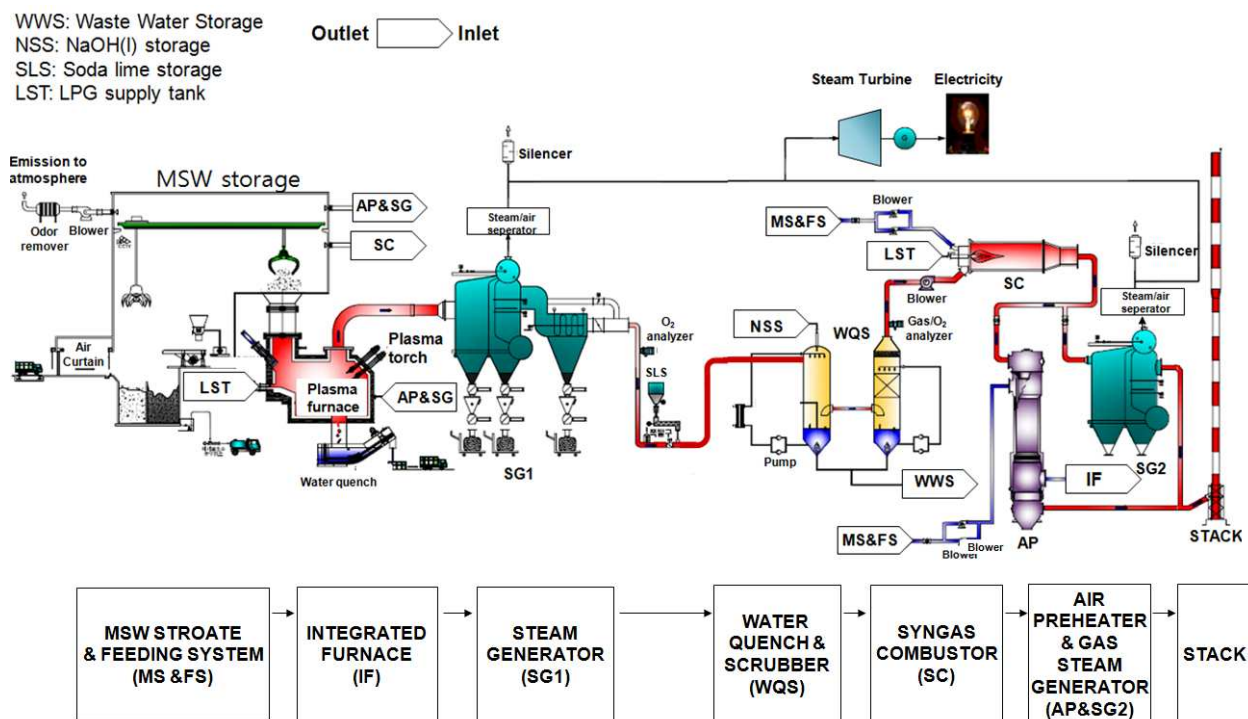 WWS: Waste Water Storage
NSS: NaOH(l) storage
SLS: Soda lime storage
LST: LPG supply tank
Outlet
Inlet
Steam Turbine
Electricity
G
Silencer
Emission to
atmosphere
MSW storage
Odor
remover
Blower
AP&SG
SC
Steam/air
seperator
Air
Curtain
LST
Plasma
furnace
Plasma
torch
AP&SG
Water quench
SG1
O2
analyzer
SLS
NSS
WQS
Gas/O2
analyzer
Pump
WWS
MS&FS
Blower
LST
Blower
SC
Silencer
Steam/air
seperator
SG2
IF
AP
MS&FS
Blower
Blower
STACK
MSW STROATE
& FEEDING SYSTEM
(MS &FS)
INTEGRATED
FURNACE
(IF)
STEAM
GENERATOR
(SG1)
WATER
QUENCH &
SCRUBBER
(WQS)
SYNGAS
COMBUSTOR
(SC)
AIR
PREHEATER
& GAS
STEAM
GENERATOR
(AP&SG2)
STACK